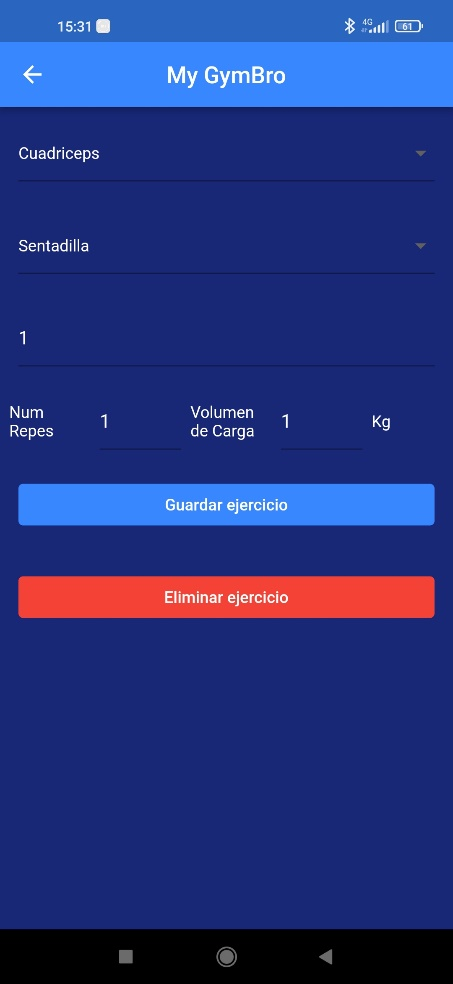 15:31 4G 61
My GymBro
Cuadriceps
Sentadilla
1
Num
Repes
1
Volumen
de Carga
1
Kg
Guardar ejercicio
Eliminar ejercicio